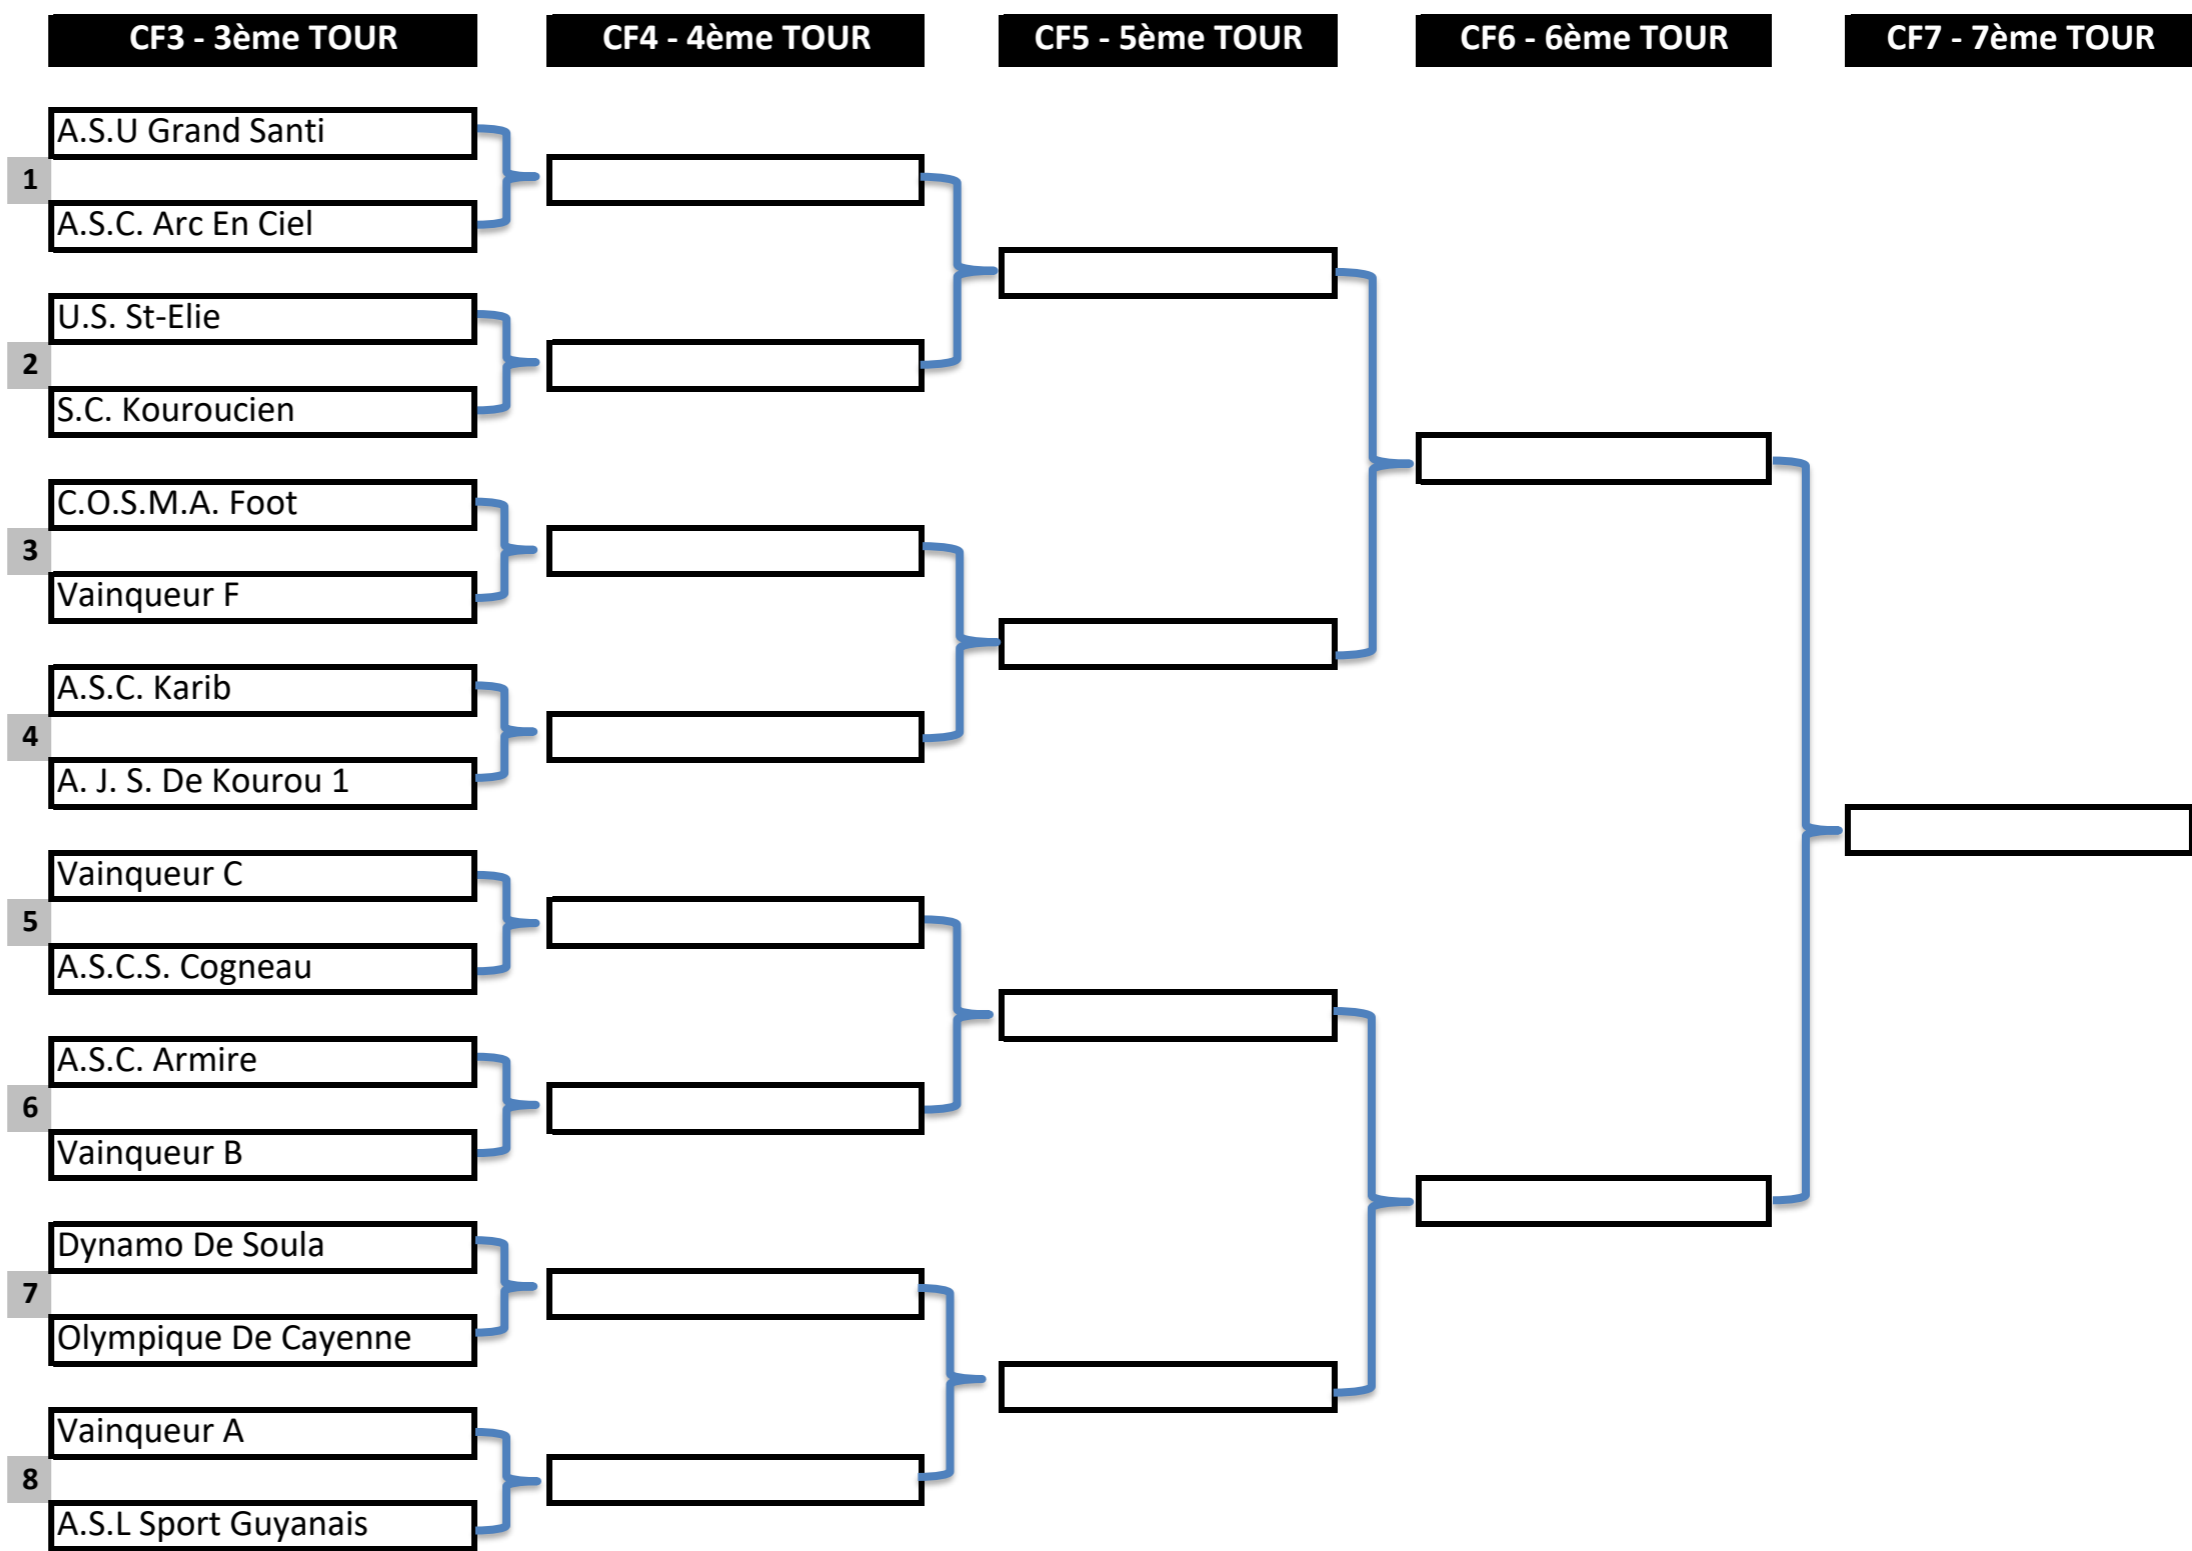 CF3 - 3ème TOUR
CF4 - 4ème TOUR
CF5 - 5ème TOUR
CF6 - 6ème TOUR
CF7 - 7ème TOUR
A.S.U Grand Santi
1
A.S.C. Arc En Ciel
U.S. St-Elie
2
S.C. Kouroucien
C.O.S.M.A. Foot
3
Vainqueur F
A.S.C. Karib
4
A. J. S. De Kourou 1
Vainqueur C
5
A.S.C.S. Cogneau
A.S.C. Armire
6
Vainqueur B
Dynamo De Soula
7
Olympique De Cayenne
Vainqueur A
8
A.S.L Sport Guyanais